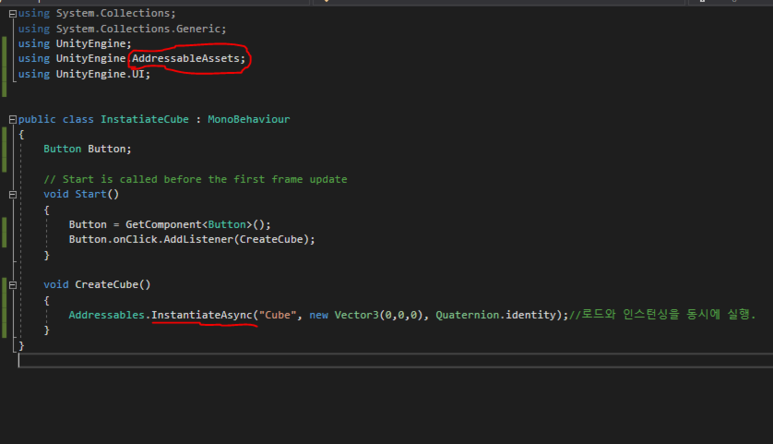 using System.Collections;
using System.Collections.Generic;
using UnityEngine;
using UnityEngine.AddressableAssets;
using UnityEngine.UI;
public class InstatiateCube : MonoBehaviour
{
Button Button;
// Start is called before the first frame update
void Start()
{
Button = GetComponent<Button>();
Button.onClick.AddListener(CreateCube);
}
void CreateCube()
{
Addressables.InstantiateAsync("Cube", new Vector3(0,0,0), Quaternion.identity);//로드와 인스턴싱을 동시에 실행.
}
}